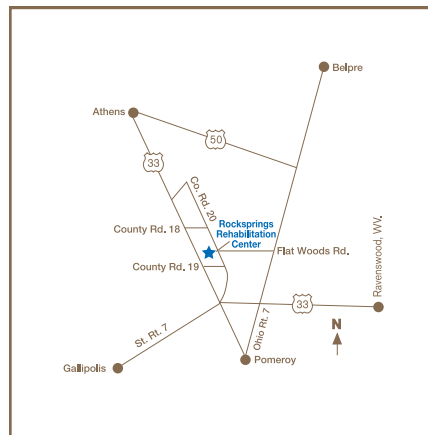 Belpre
Athens
50
33
Co. Rd. 20
Rocksprings
Rehabilitation
Center
County Rd. 18
Flat Woods Rd.
County Rd. 19
Ravenswood, WV.
33
N
St. Rt. 7
Ohio Rt. 7
Gallipolis
Pomeroy